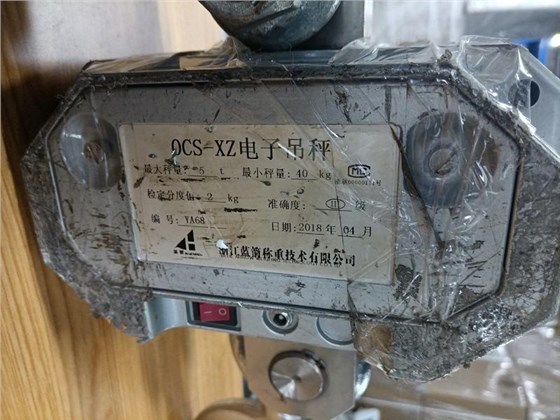 OCS-XZ电子吊秤
最大秤量: 5 t 最小秤量: 40 kg
检定分度值: 2 kg 准确度: III 级
编号: YA68 日期: 2018 年 04 月
浙江蓝箭称重技术有限公司